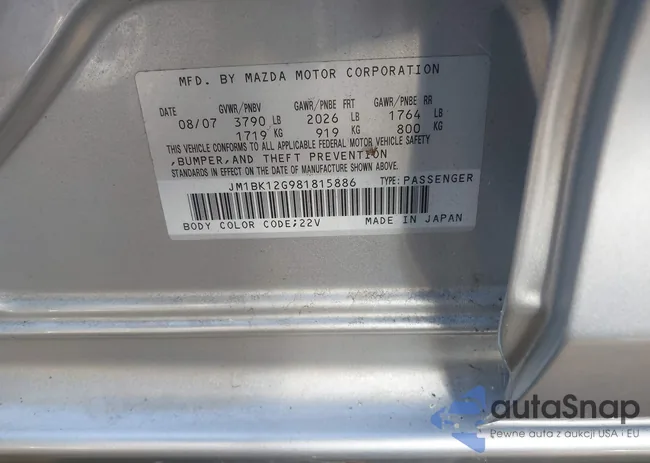 MFD. BY MAZDA MOTOR CORPORATION
DATE GVWR/PNBV GAWR/PNBE FRT GAWR/PNBE RR
08/07 3790 LB 2026 LB 1764 LB
1719 KG 919 KG 800 KG
THIS VEHICLE CONFORMS TO ALL APPLICABLE FEDERAL MOTOR VEHICLE SAFETY
,BUMPER,AND THEFT PREVENTION
STANDARDS IN EFFECT ON THE DATE OF MANUFACTURE SHOWN ABOVE.
JM1BK12G981815886 TYPE:PASSENGER
BODY COLOR CODE;22V MADE IN JAPAN
autaSnap
Pewne auta z aukcji USA i EU